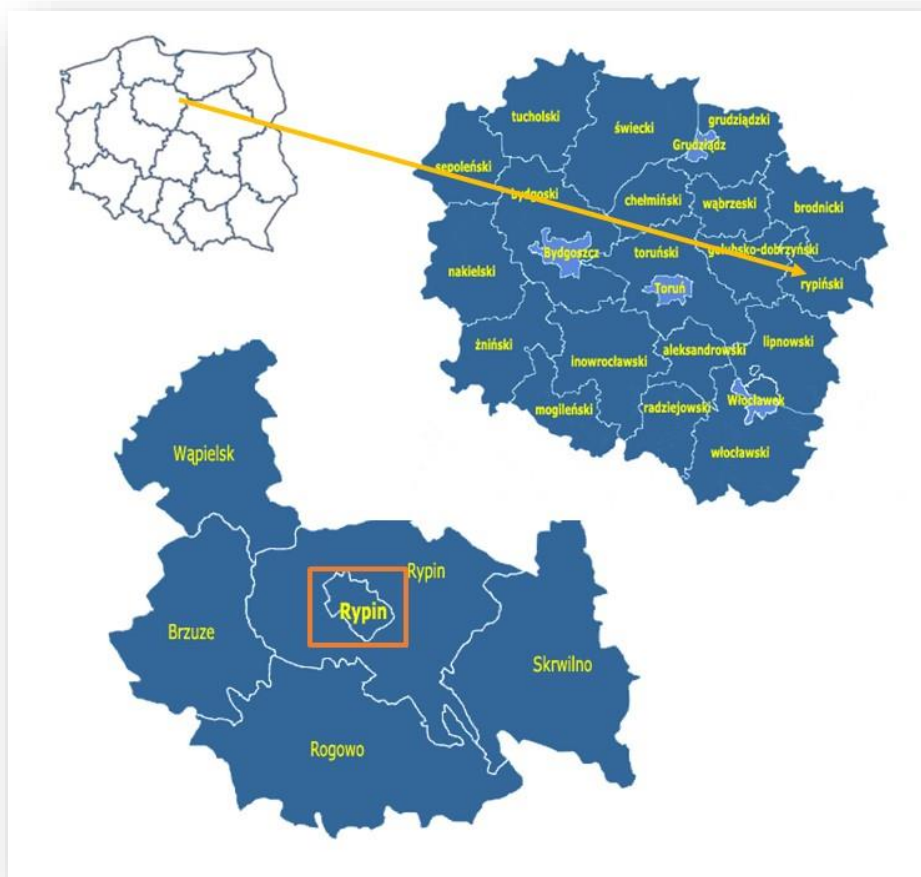 tucholski
świecki
grudziądzki
Grudziądz
sępoleński
bydgoski
chełmiński
wąbrzeski
brodnicki
Bydgoszcz
toruński
golubsko-dobrzyński
nakielski
Toruń
rypiński
żniński
inowrocławski
aleksandrowski
lipnowski
mogileński
radziejowski
Włocławek
włocławski
Wąpielsk
Rypin
Rypin
Brzuze
Skrwilno
Rogowo